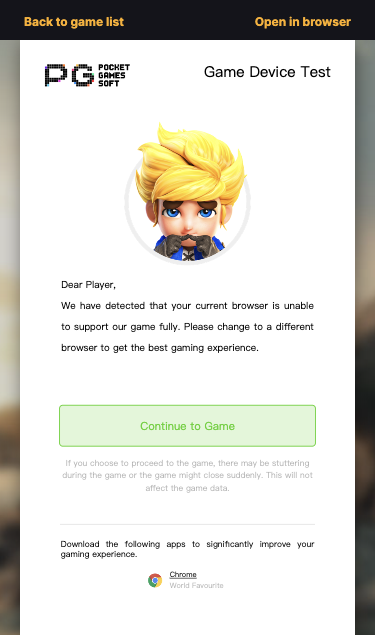 Back to game list
Open in browser
PG POCKET GAMES SOFT
Game Device Test
Dear Player,
We have detected that your current browser is unable
to support our game fully. Please change to a different
browser to get the best gaming experience.
Continue to Game
If you choose to proceed to the game, there may be stuttering
during the game or the game might close suddenly. This will not
affect the game data.
Download the following apps to significantly improve your
gaming experience.
Chrome
World Favourite